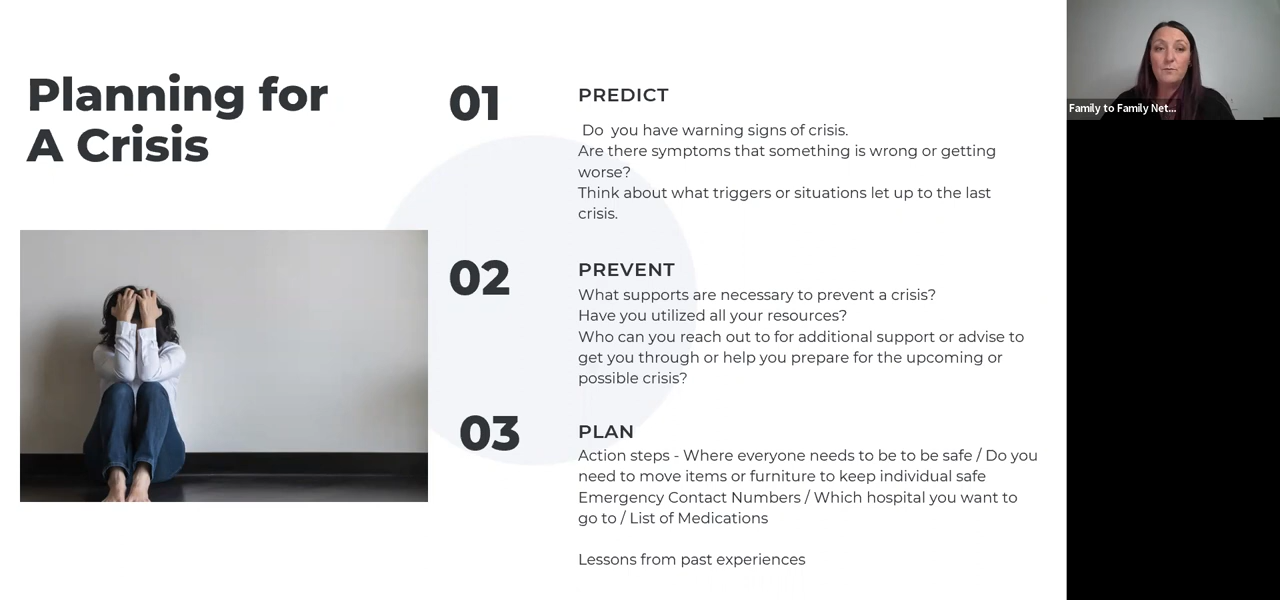 Planning for
A Crisis
01
PREDICT
Do you have warning signs of crisis.
Are there symptoms that something is wrong or getting
worse?
Think about what triggers or situations let up to the last
crisis.
02
PREVENT
What supports are necessary to prevent a crisis?
Have you utilized all your resources?
Who can you reach out to for additional support or advise to
get you through or help you prepare for the upcoming or
possible crisis?
03
PLAN
Action steps - Where everyone needs to be to be safe / Do you
need to move items or furniture to keep individual safe
Emergency Contact Numbers / Which hospital you want to
go to / List of Medications
Lessons from past experiences
Family to Family Net...